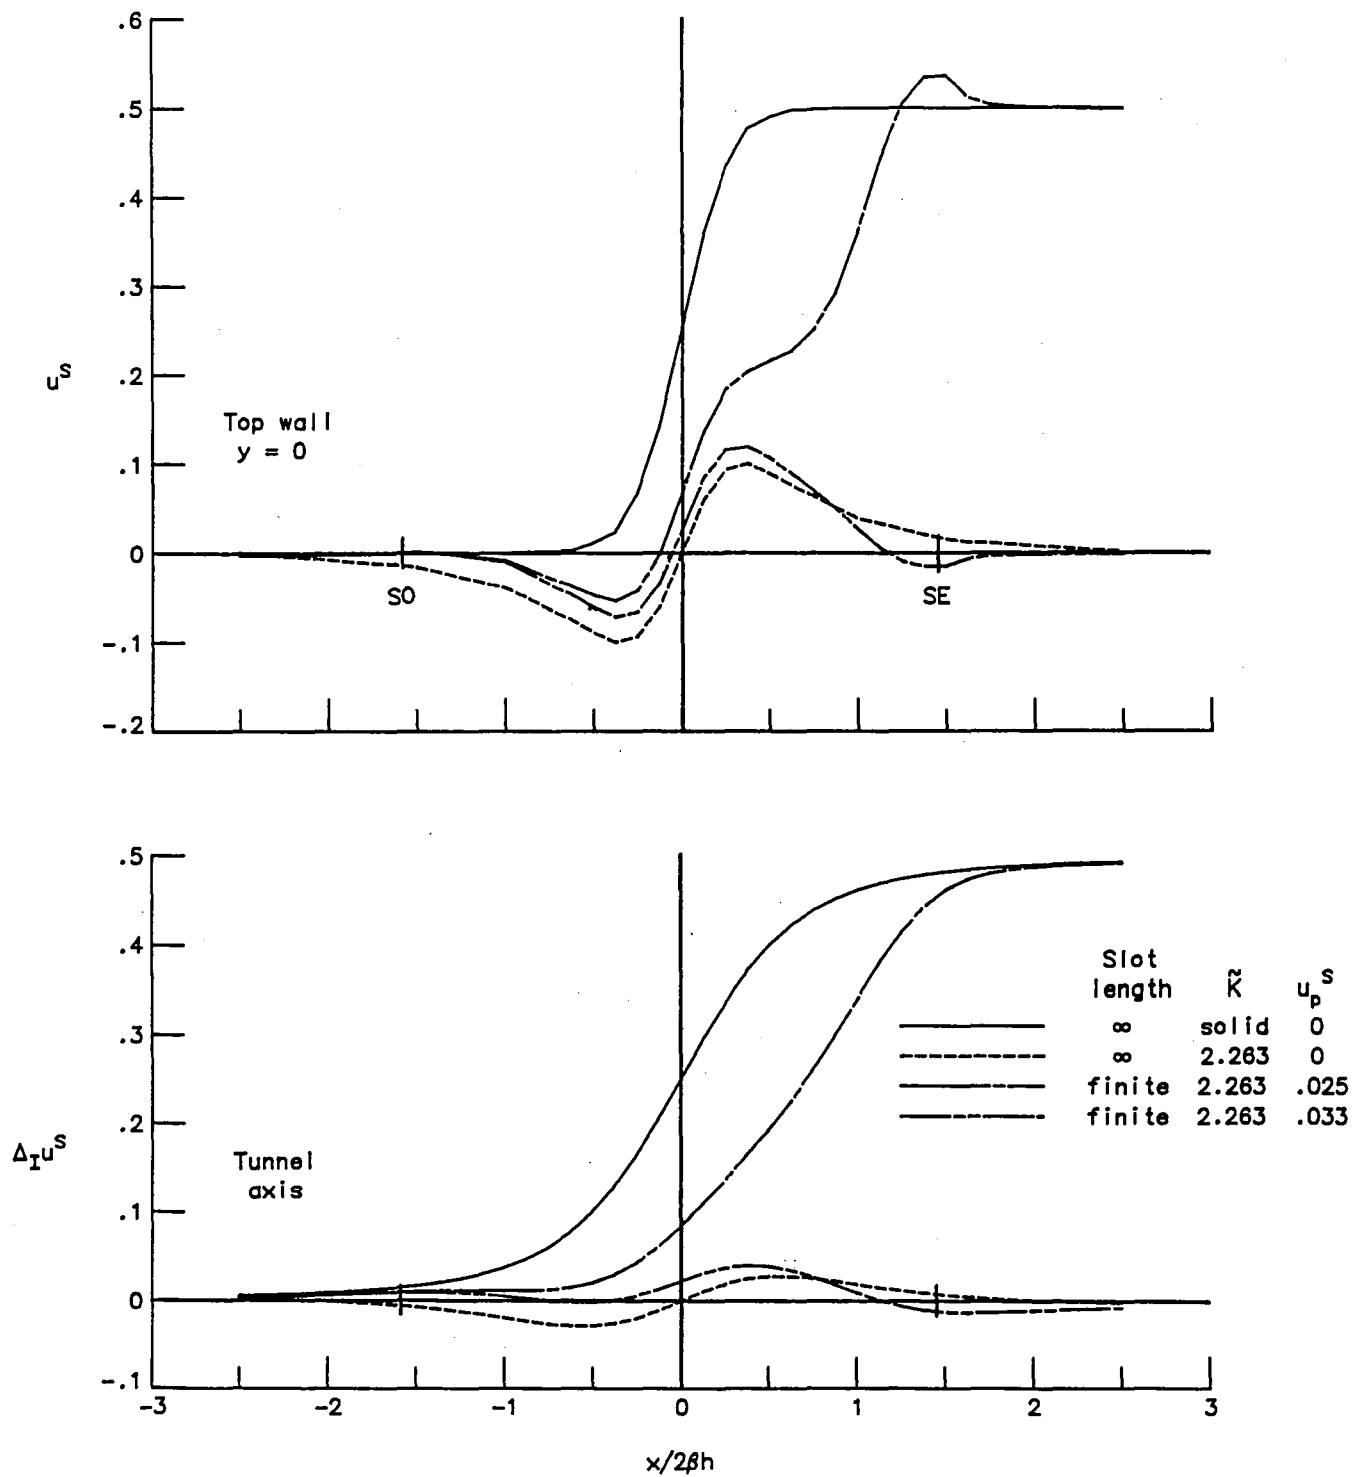 .6
.5
.4
.3
.2
.1
0
-.1
-.2
u^S
Top wall
y = 0
SO
SE
.5
.4
.3
.2
.1
0
-.1
Δ_I u^S
Tunnel
axis
Slot
length K̃ u_p^S
∞ solid 0
∞ 2.263 0
finite 2.263 .025
finite 2.263 .033
-3 -2 -1 0 1 2 3
x/2βh